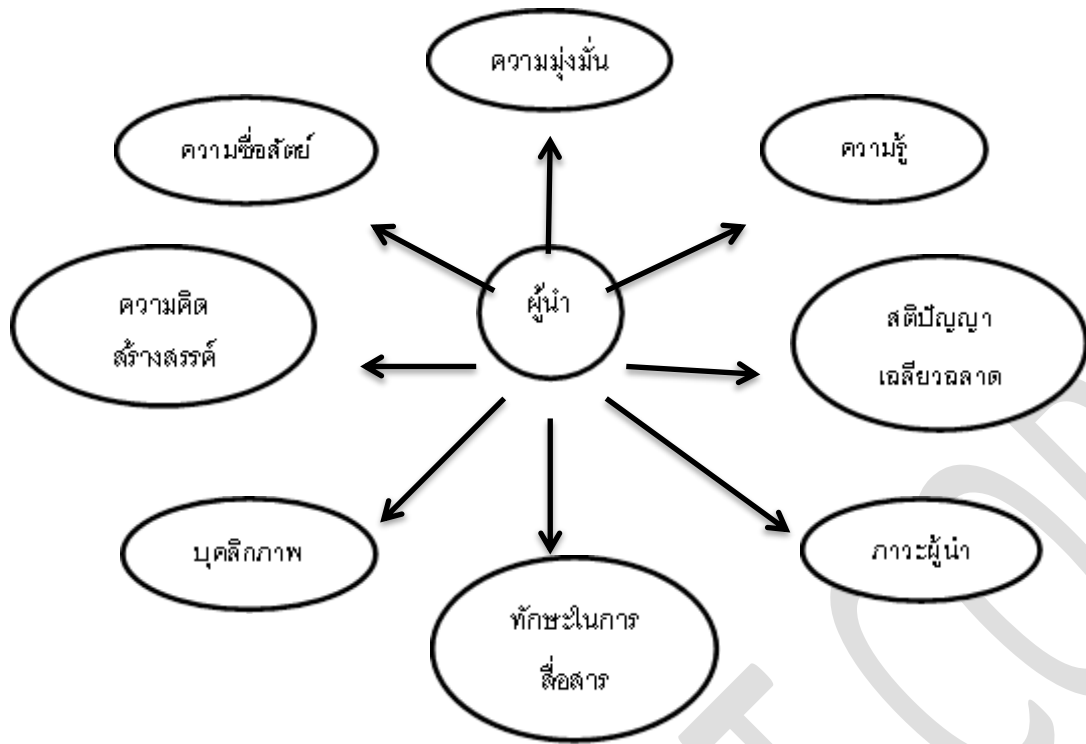 ความมุ่งมั่น
ความซื่อสัตย์
ความรู้
ผู้นำ
ความคิด
สร้างสรรค์
สติปัญญา
เฉลียวฉลาด
บุคลิกภาพ
ภาวะผู้นำ
ทักษะในการ
สื่อสาร